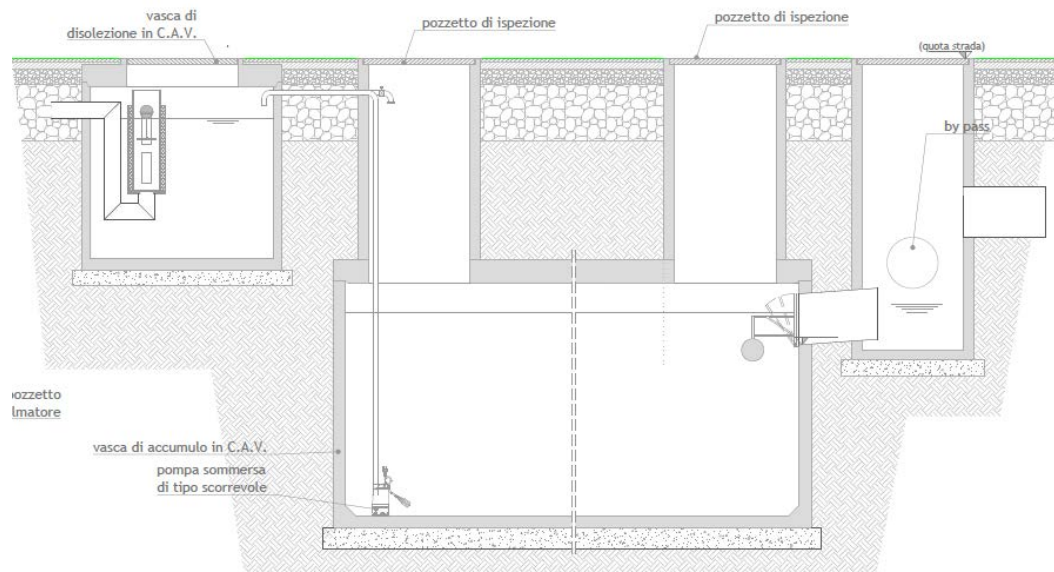 vasca di
disolezione in C.A.V.
pozzetto di ispezione
pozzetto di ispezione
(quota strada)
by pass
pozzetto
lmatore
vasca di accumulo in C.A.V.
pompa sommersa
di tipo scorrevole